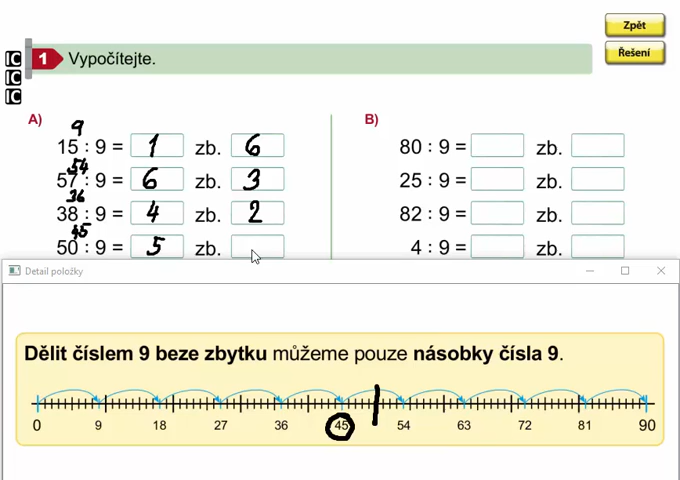 Zpět
Řešení
1 Vypočítejte.
A)
9
15 : 9 = 1 zb. 6
54
57 : 9 = 6 zb. 3
36
38 : 9 = 4 zb. 2
45
50 : 9 = 5 zb.
B)
80 : 9 = zb.
25 : 9 = zb.
82 : 9 = zb.
4 : 9 = zb.
Detail položky
Dělit číslem 9 beze zbytku můžeme pouze násobky čísla 9.
0 9 18 27 36 45 54 63 72 81 90